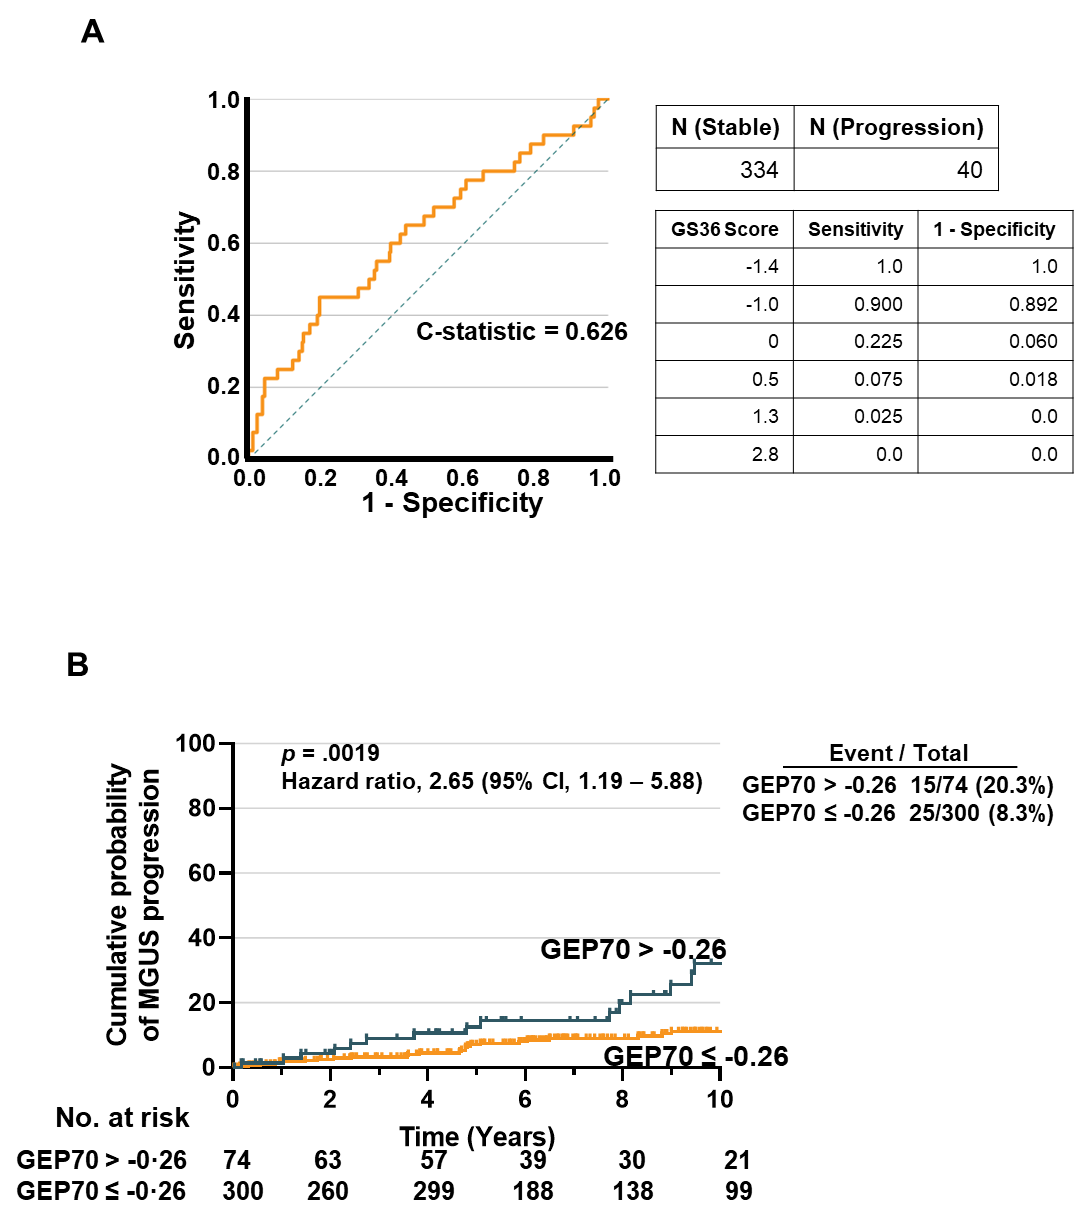 A
1.0
0.8
0.6
0.4
0.2
0.0
Sensitivity
C-statistic = 0.626
0.0 0.2 0.4 0.6 0.8 1.0
1 - Specificity
N (Stable) N (Progression)
334 40
GS36 Score Sensitivity 1 - Specificity
-1.4 1.0 1.0
-1.0 0.900 0.892
0 0.225 0.060
0.5 0.075 0.018
1.3 0.025 0.0
2.8 0.0 0.0
B
100
80
60
40
20
0
Cumulative probability
of MGUS progression
p = .0019
Hazard ratio, 2.65 (95% CI, 1.19 – 5.88)
Event / Total
GEP70 > -0.26 15/74 (20.3%)
GEP70 ≤ -0.26 25/300 (8.3%)
GEP70 > -0.26
GEP70 ≤ -0.26
0 2 4 6 8 10
Time (Years)
No. at risk
GEP70 > -0·26 74 63 57 39 30 21
GEP70 ≤ -0·26 300 260 299 188 138 99